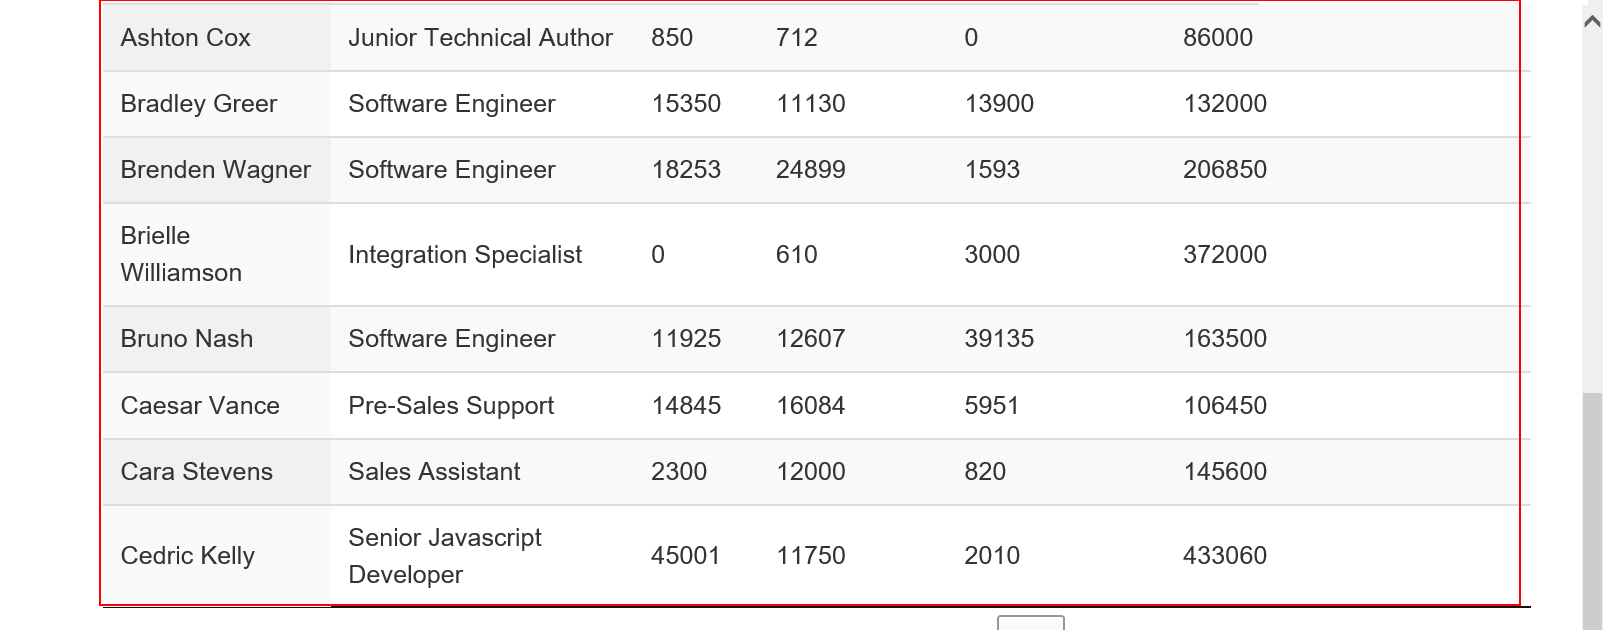 Ashton Cox Junior Technical Author 850 712 0 86000
Bradley Greer Software Engineer 15350 11130 13900 132000
Brenden Wagner Software Engineer 18253 24899 1593 206850
Brielle
Williamson Integration Specialist 0 610 3000 372000
Bruno Nash Software Engineer 11925 12607 39135 163500
Caesar Vance Pre-Sales Support 14845 16084 5951 106450
Cara Stevens Sales Assistant 2300 12000 820 145600
Cedric Kelly Senior Javascript
Developer 45001 11750 2010 433060